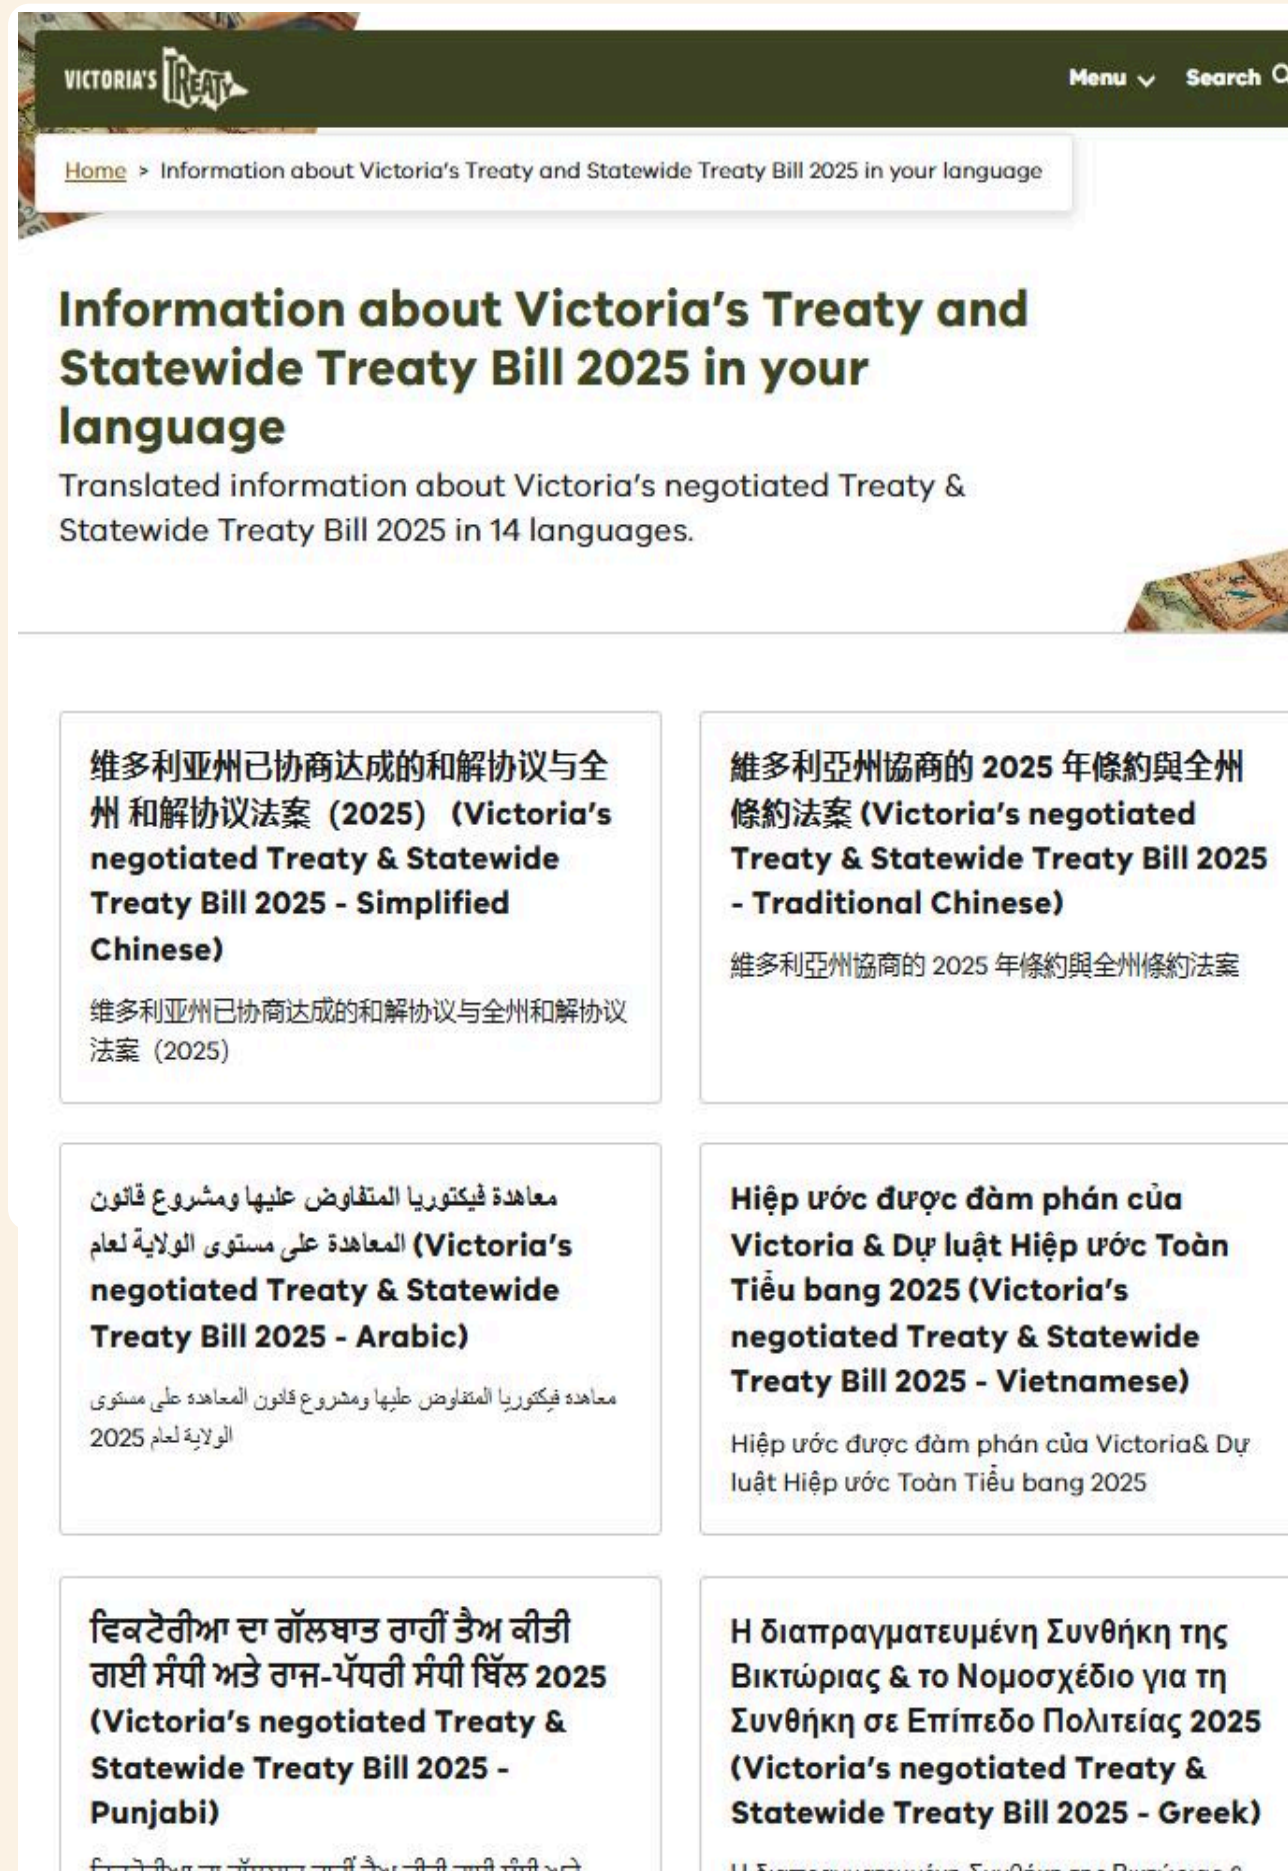 VICTORIA'S TREATY
Menu Search
Home > Information about Victoria's Treaty and Statewide Treaty Bill 2025 in your language
Information about Victoria's Treaty and
Statewide Treaty Bill 2025 in your
language
Translated information about Victoria's negotiated Treaty &
Statewide Treaty Bill 2025 in 14 languages.
维多利亚州已协商达成的和解协议与全
州 和解协议法案（2025） (Victoria's
negotiated Treaty & Statewide
Treaty Bill 2025 - Simplified
Chinese)
维多利亚州已协商达成的和解协议与全州和解协议
法案（2025）
維多利亞州協商的 2025 年條約與全州
條約法案 (Victoria's negotiated
Treaty & Statewide Treaty Bill 2025
- Traditional Chinese)
維多利亞州協商的 2025 年條約與全州條約法案
معاهدة فيكتوريا المتفاوض عليها ومشروع قانون
المعاهدة على مستوى الولاية لعام (Victoria's
negotiated Treaty & Statewide
Treaty Bill 2025 - Arabic)
معاهدة فيكتوريا المتفاوض عليها ومشروع قانون المعاهدة على مستوى
الولاية لعام 2025
Hiệp ước được đàm phán của
Victoria & Dự luật Hiệp ước Toàn
Tiểu bang 2025 (Victoria's
negotiated Treaty & Statewide
Treaty Bill 2025 - Vietnamese)
Hiệp ước được đàm phán của Victoria& Dự
luật Hiệp ước Toàn Tiểu bang 2025
ਵਿਕਟੋਰੀਆ ਦਾ ਗੱਲਬਾਤ ਰਾਹੀਂ ਤੈਅ ਕੀਤੀ
ਗਈ ਸੰਧੀ ਅਤੇ ਰਾਜ-ਪੱਧਰੀ ਸੰਧੀ ਬਿੱਲ 2025
(Victoria's negotiated Treaty &
Statewide Treaty Bill 2025 -
Punjabi)
Η διαπραγματευμένη Συνθήκη της
Βικτώριας & το Νομοσχέδιο για τη
Συνθήκη σε Επίπεδο Πολιτείας 2025
(Victoria's negotiated Treaty &
Statewide Treaty Bill 2025 - Greek)